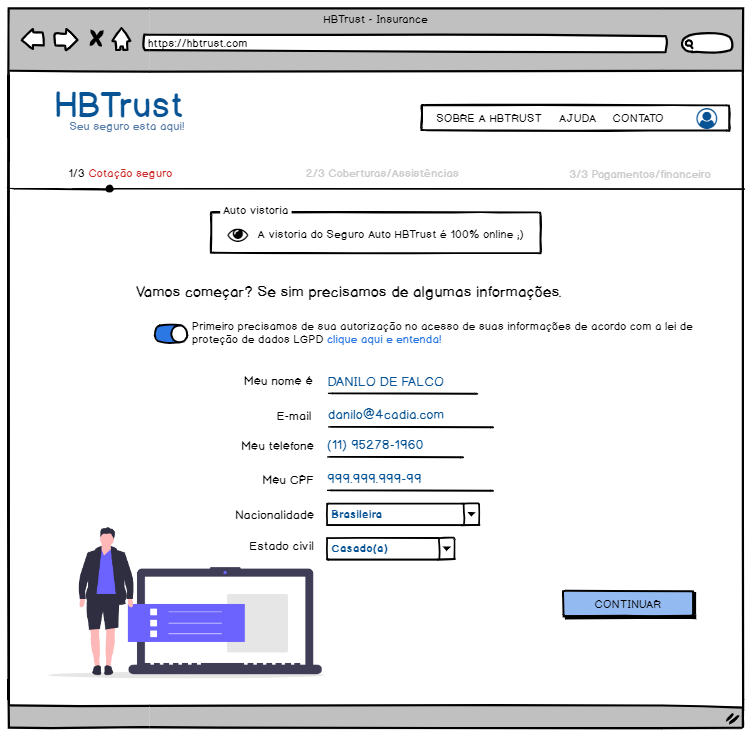 HBTrust - Insurance
https://hbtrust.com
HBTrust
Seu seguro esta aqui!
SOBRE A HBTRUST AJUDA CONTATO
1/3 Cotação seguro 2/3 Coberturas/Assistências 3/3 Pagamentos/financeiro
Auto vistoria
A vistoria do Seguro Auto HBTrust é 100% online ;)
Vamos começar? Se sim precisamos de algumas informações.
Primeiro precisamos de sua autorização no acesso de suas informações de acordo com a lei de
proteção de dados LGPD clique aqui e entenda!
Meu nome é DANILO DE FALCO
E-mail danilo@4cadia.com
Meu telefone (11) 95278-1960
Meu CPF 999.999.999-99
Nacionalidade Brasileira
Estado civil Casado(a)
CONTINUAR